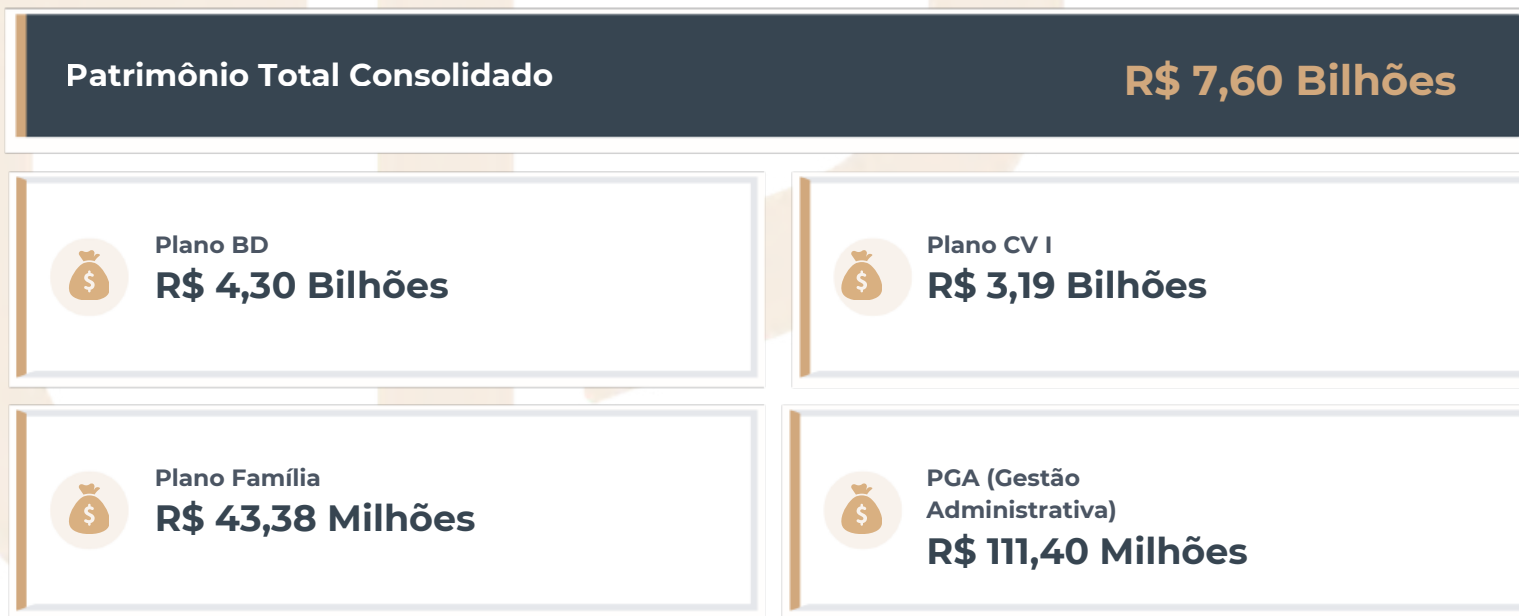 Patrimônio Total Consolidado
R$ 7,60 Bilhões
Plano BD
R$ 4,30 Bilhões
Plano CV I
R$ 3,19 Bilhões
Plano Família
R$ 43,38 Milhões
PGA (Gestão
Administrativa)
R$ 111,40 Milhões